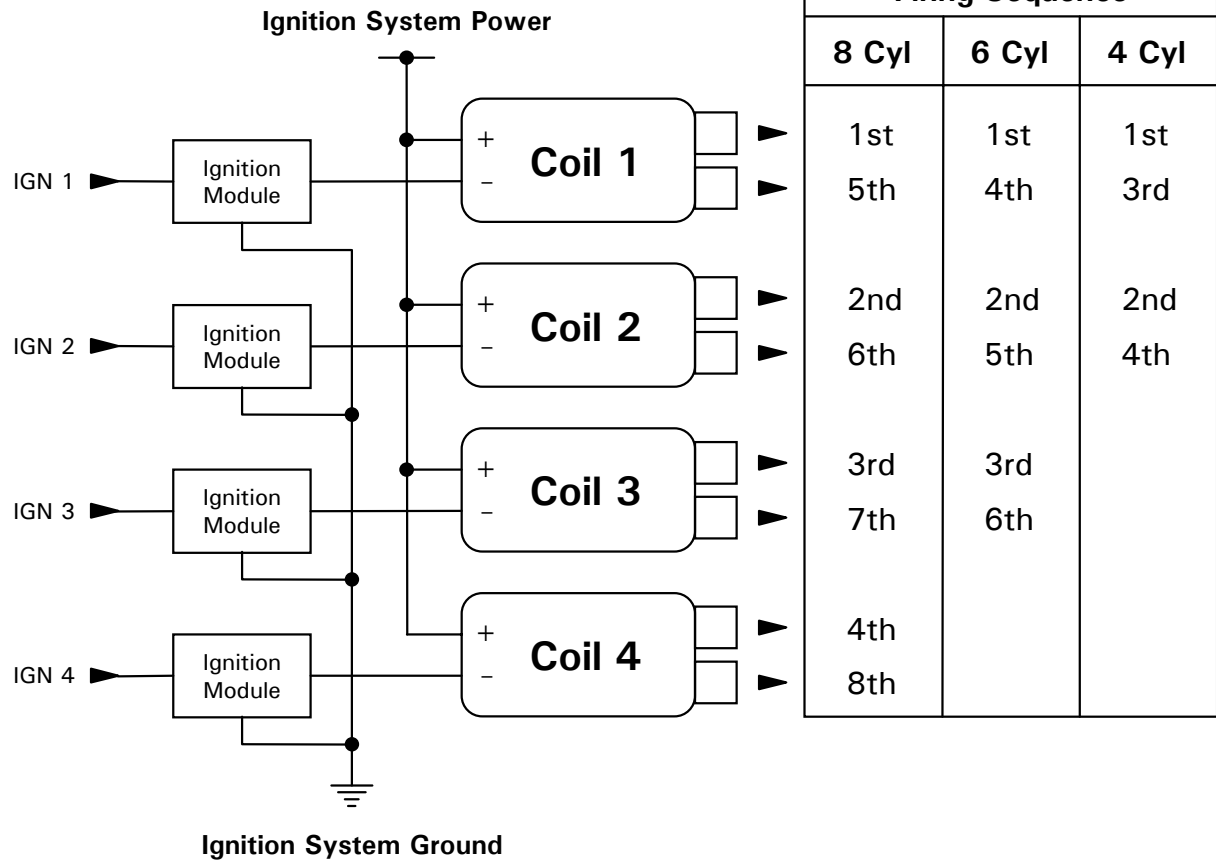 Ignition System Power
8 Cyl 6 Cyl 4 Cyl
IGN 1
Ignition
Module
+
−
Coil 1
1st 1st 1st
5th 4th 3rd
IGN 2
Ignition
Module
+
−
Coil 2
2nd 2nd 2nd
6th 5th 4th
IGN 3
Ignition
Module
+
−
Coil 3
3rd 3rd
7th 6th
IGN 4
Ignition
Module
+
−
Coil 4
4th
8th
Ignition System Ground